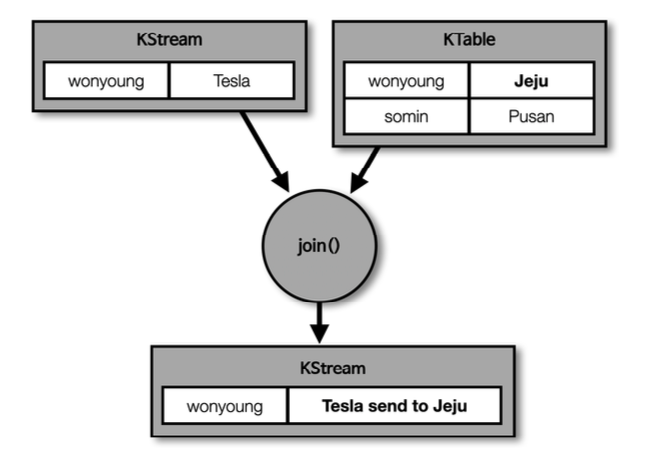 KStream
wonyoung Tesla
KTable
wonyoung Jeju
somin Pusan
join()
KStream
wonyoung Tesla send to Jeju